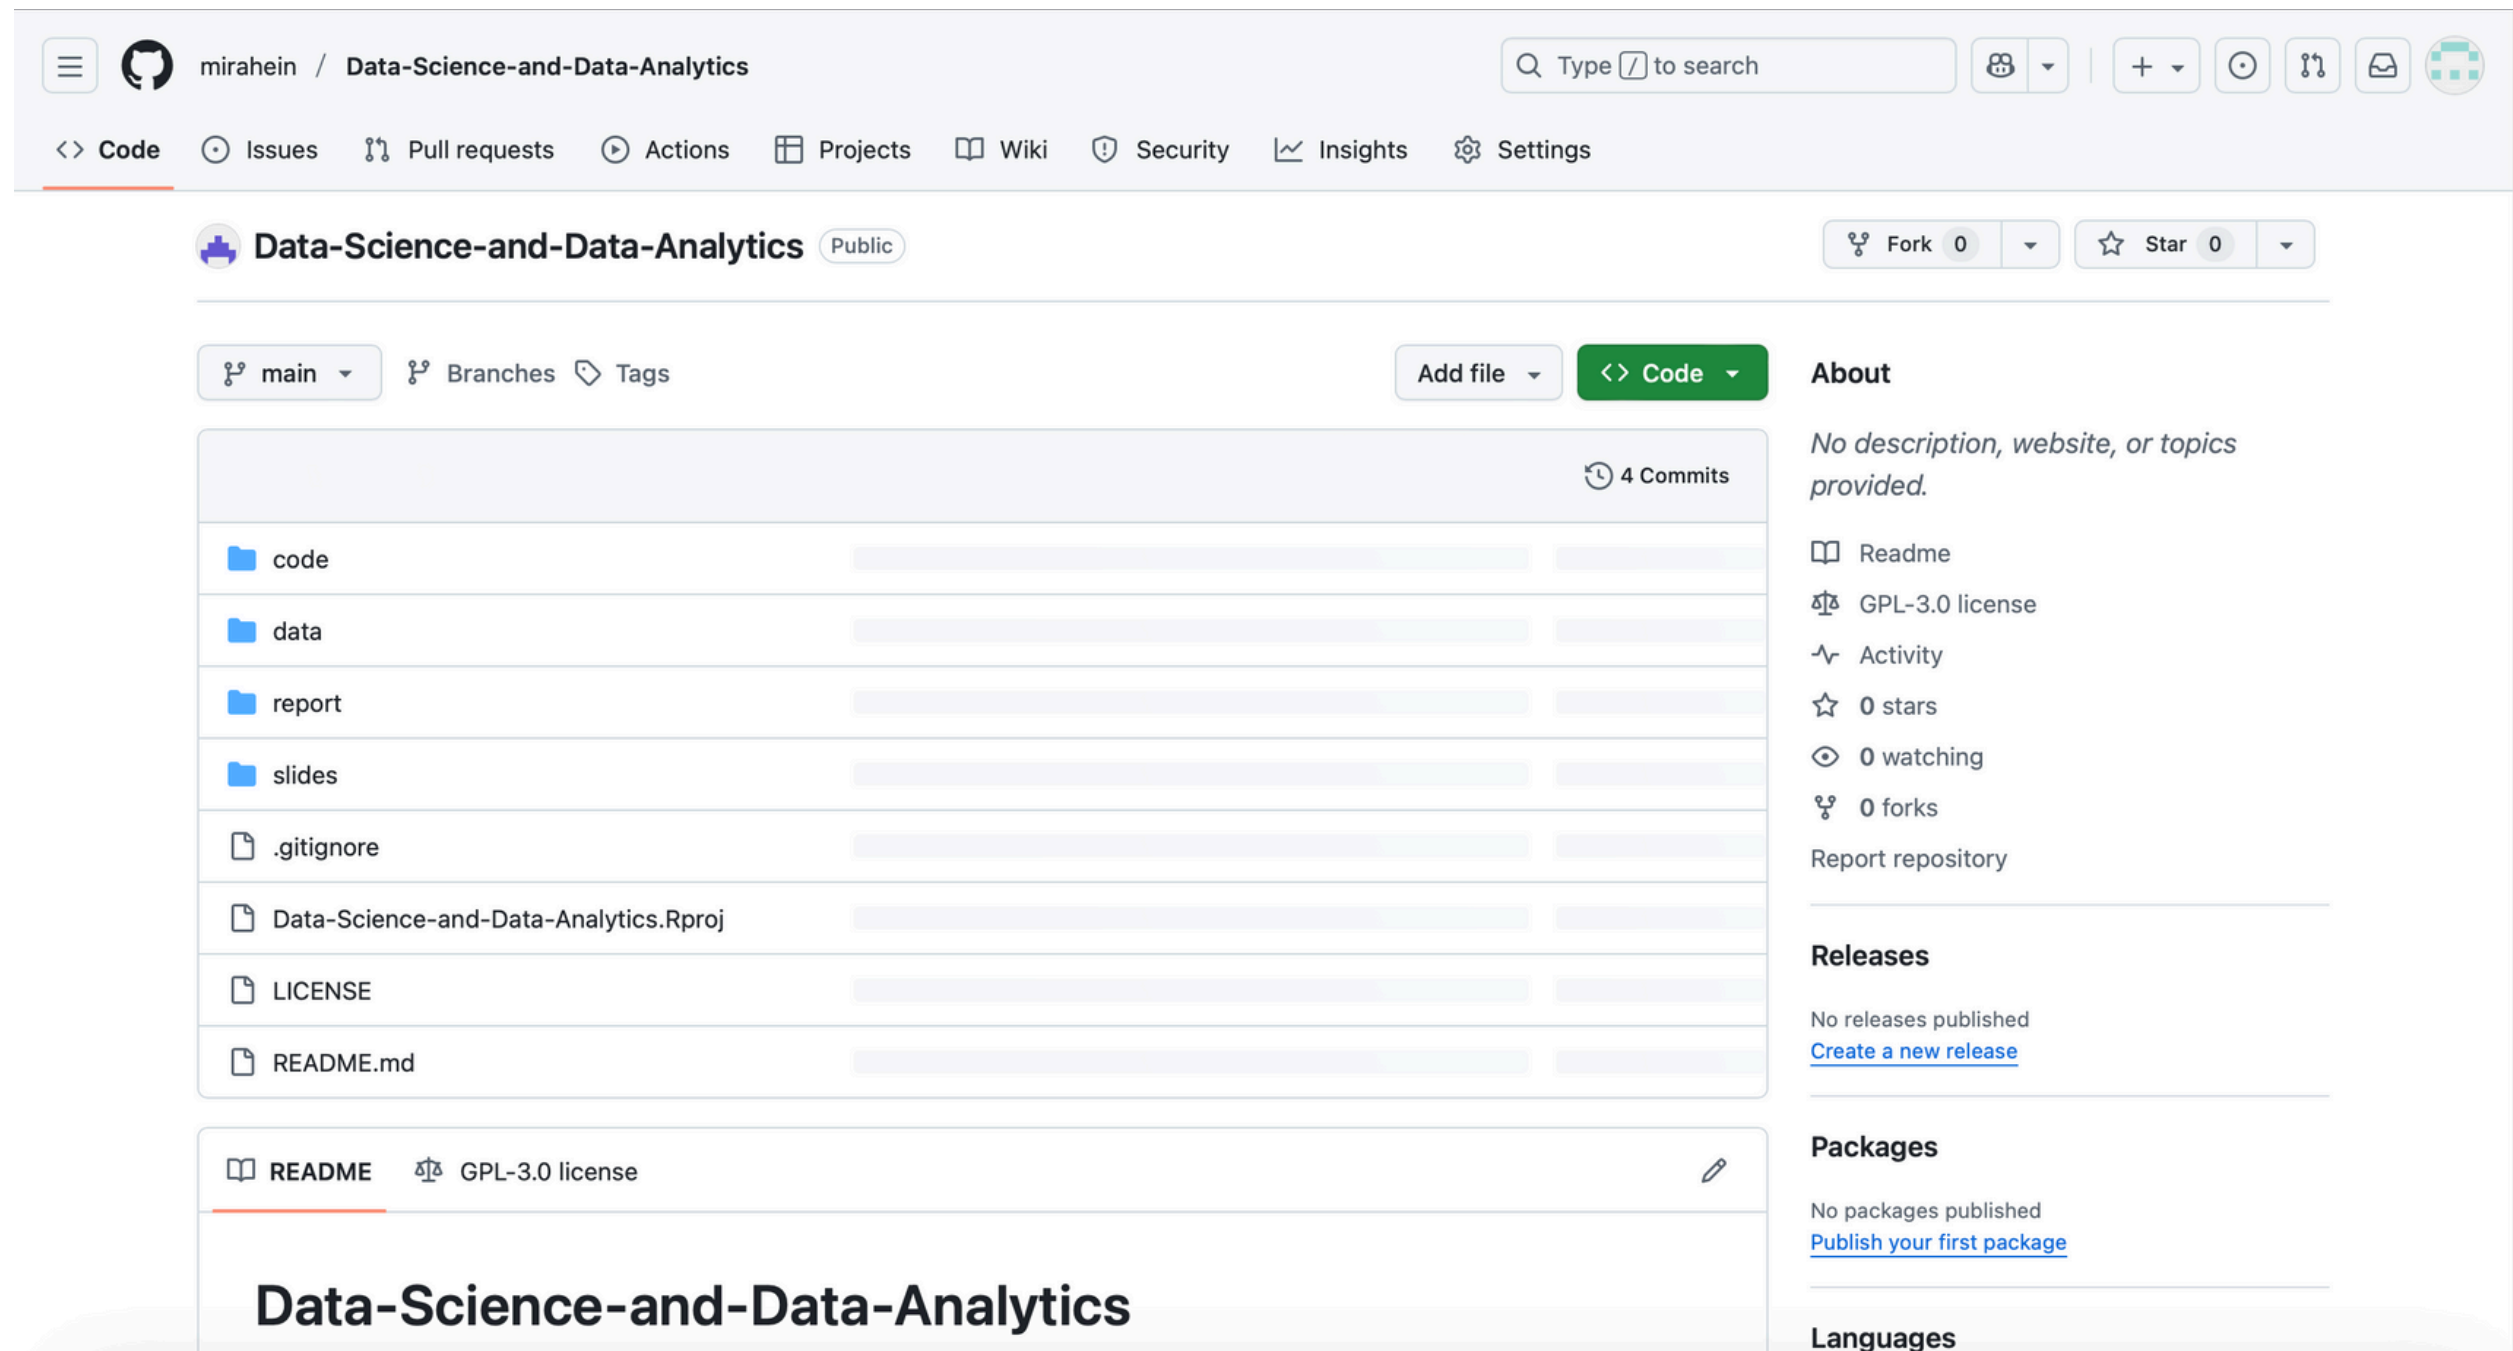 mirahein / Data-Science-and-Data-Analytics
Type / to search
Code Issues Pull requests Actions Projects Wiki Security Insights Settings
Data-Science-and-Data-Analytics Public
Fork 0 Star 0
main Branches Tags
Add file Code
4 Commits
code
data
report
slides
.gitignore
Data-Science-and-Data-Analytics.Rproj
LICENSE
README.md
README GPL-3.0 license
Data-Science-and-Data-Analytics
About
No description, website, or topics
provided.
Readme
GPL-3.0 license
Activity
0 stars
0 watching
0 forks
Report repository
Releases
No releases published
Create a new release
Packages
No packages published
Publish your first package
Languages